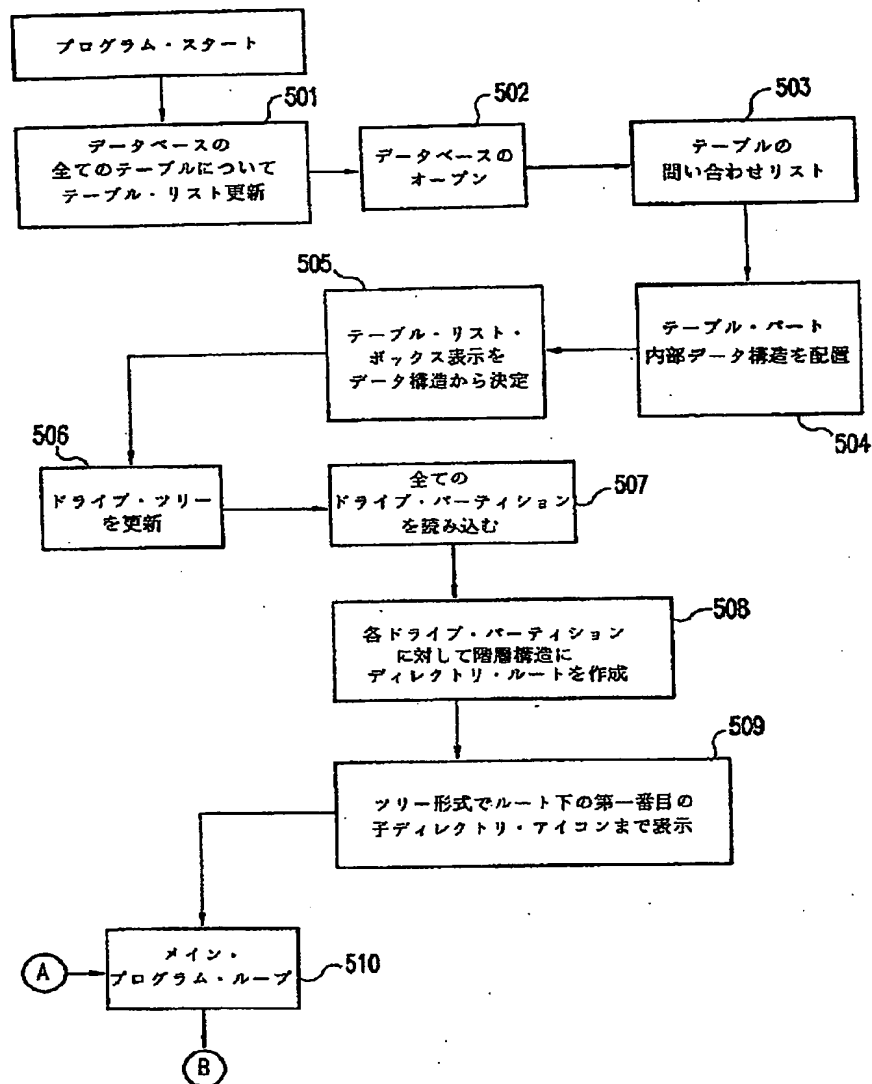 プログラム・スタート
501
データベースの
全てのテーブルについて
テーブル・リスト更新
502
データベースの
オープン
503
テーブルの
問い合わせリスト
505
テーブル・リスト・
ボックス表示を
データ構造から決定
テーブル・パート
内部データ構造を配置
504
506
ドライブ・ツリー
を更新
全ての
ドライブ・パーティション
を読み込む
507
508
各ドライブ・パーティション
に対して階層構造に
ディレクトリ・ルートを作成
509
ツリー形式でルート下の第一番目の
子ディレクトリ・アイコンまで表示
A
メイン・
プログラム・ループ
510
B